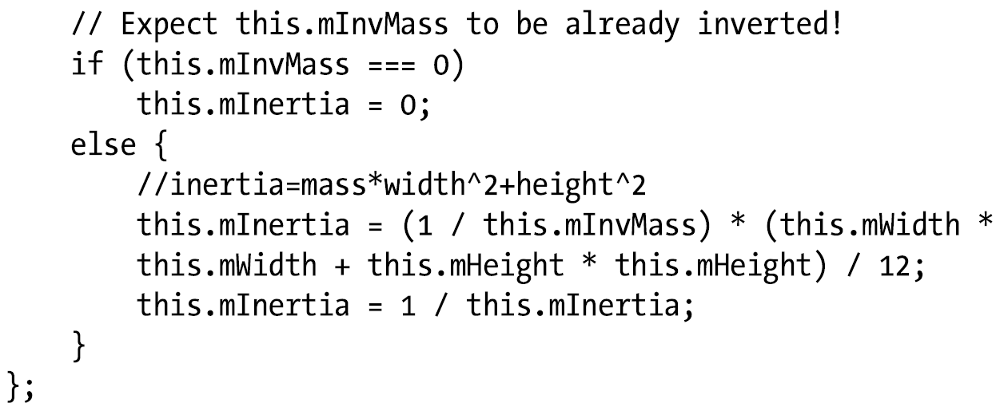 // Expect this.mInvMass to be already inverted!
if (this.mInvMass === 0)
this.mInertia = 0;
else {
//inertia=mass*width^2+height^2
this.mInertia = (1 / this.mInvMass) * (this.mWidth *
this.mWidth + this.mHeight * this.mHeight) / 12;
this.mInertia = 1 / this.mInertia;
}
};